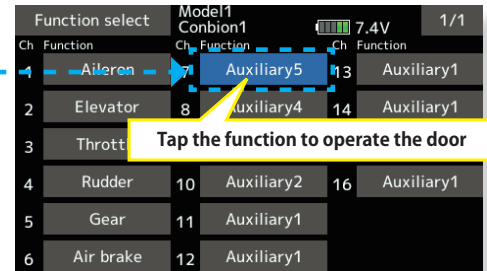 Function select
Model1
Conbion1
7.4V
1/1
Ch Function
Ch Function
Ch Function
1 Aileron
7 Auxiliary5
13 Auxiliary1
2 Elevator
8 Auxiliary4
14 Auxiliary1
Tap the function to operate the door
3
4 Rudder
10 Auxiliary2
16 Auxiliary1
5 Gear
11 Auxiliary1
6 Air brake
12 Auxiliary1